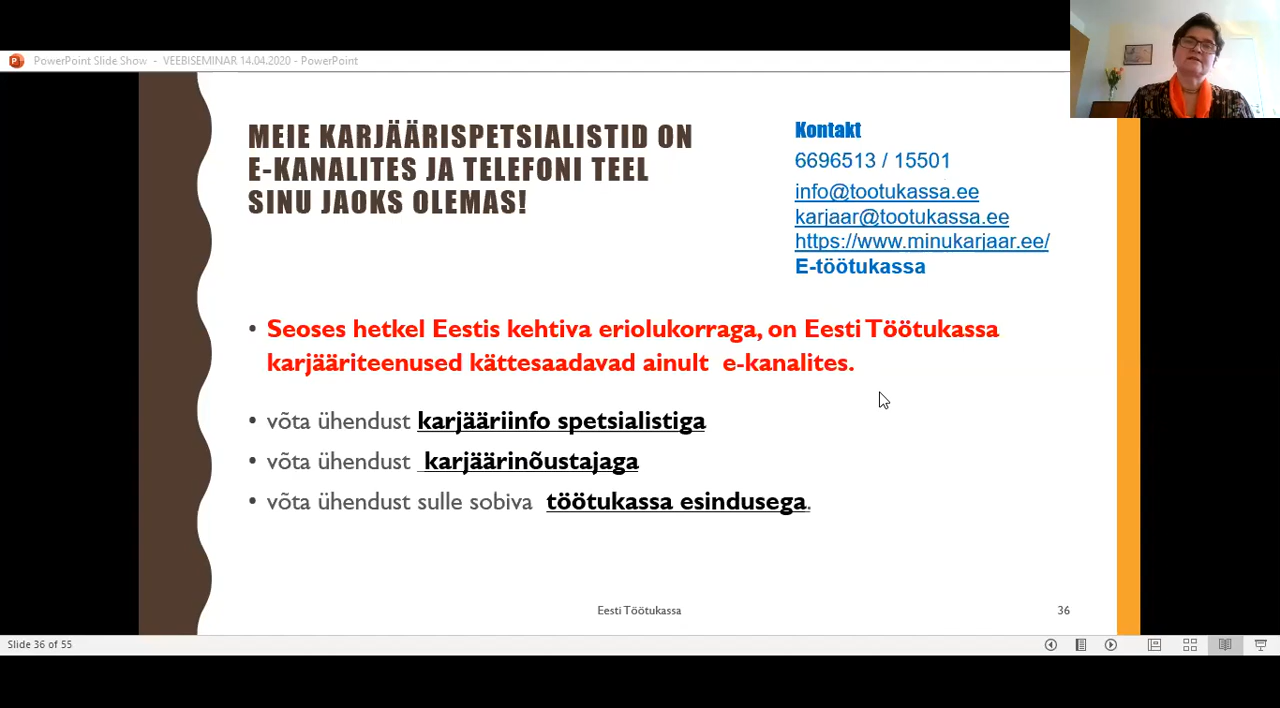 PowerPoint Slide Show - VEEBISEMINAR 14.04.2020 - PowerPoint
MEIE KARJÄÄRISPETSIALISTID ON
E-KANALITES JA TELEFONI TEEL
SINU JAOKS OLEMAS!
Kontakt
6696513 / 15501
info@tootukassa.ee
karjaar@tootukassa.ee
https://www.minukarjaar.ee/
E-töötukassa
• Seoses hetkel Eestis kehtiva eriolukorraga, on Eesti Töötukassa
karjääriteenused kättesaadavad ainult e-kanalites.
• võta ühendust karjääriinfo spetsialistiga
• võta ühendust karjäärinõustajaga
• võta ühendust sulle sobiva töötukassa esindusega.
Eesti Töötukassa
36
Slide 36 of 55